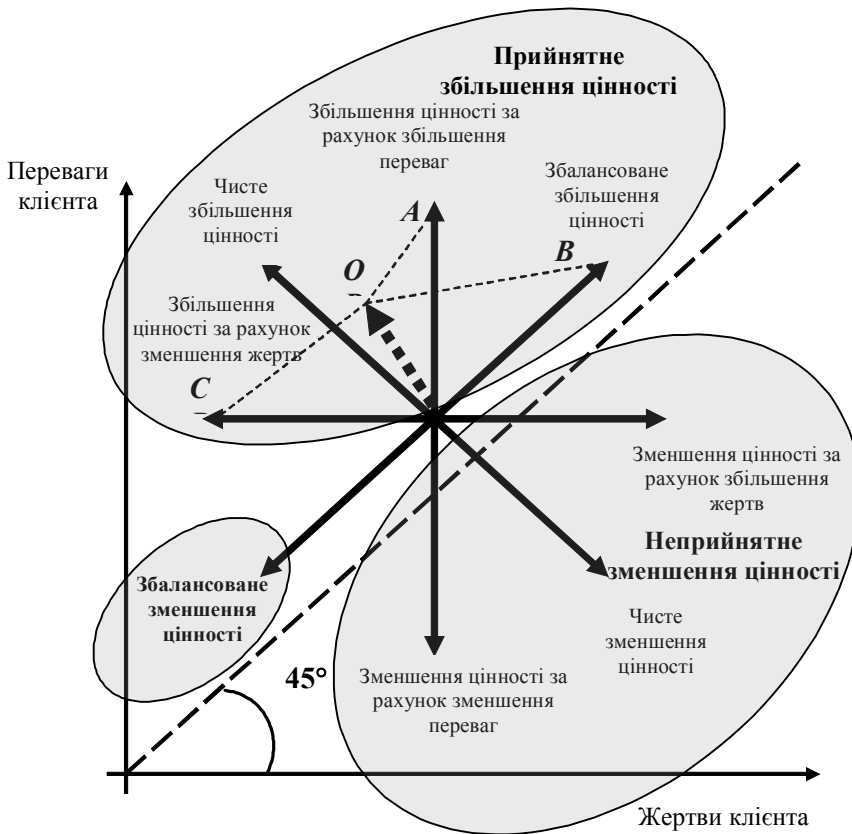 Прийнятне
збільшення цінності
Збільшення цінності за
рахунок збільшення
переваг
Переваги
клієнта
Чисте
збільшення
цінності
Збалансоване
збільшення
цінності
A
B
O
Збільшення
цінності за рахунок
зменшення жертв
C
Зменшення цінності за
рахунок збільшення
жертв
Неприйнятне
зменшення цінності
Збалансоване
зменшення
цінності
Чисте
зменшення
цінності
45°
Зменшення цінності за
рахунок зменшення
переваг
Жертви клієнта